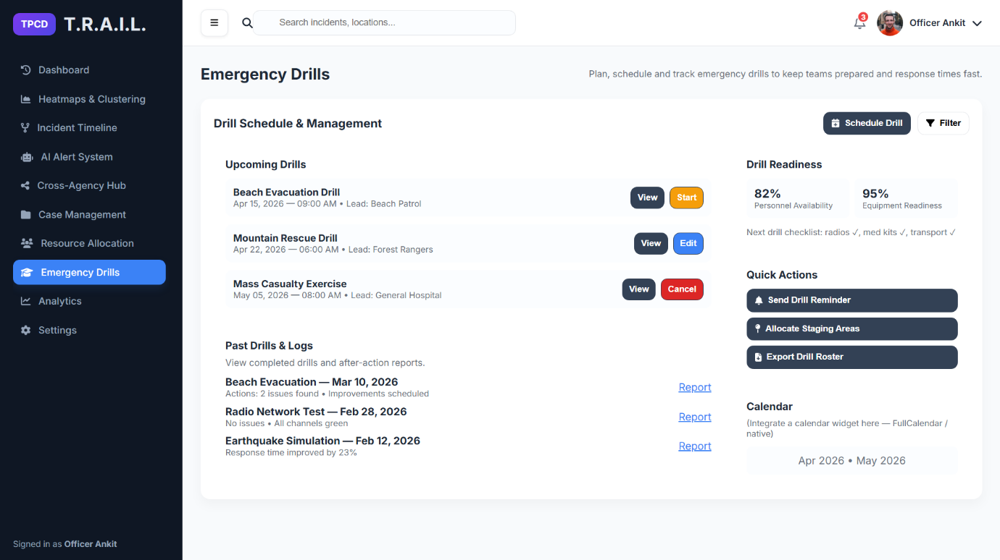 TPCD T.R.A.I.L.
Dashboard
Heatmaps & Clustering
Incident Timeline
AI Alert System
Cross-Agency Hub
Case Management
Resource Allocation
Emergency Drills
Analytics
Settings
Signed in as Officer Ankit
Search incidents, locations...
3
Officer Ankit
Emergency Drills
Plan, schedule and track emergency drills to keep teams prepared and response times fast.
Drill Schedule & Management
Schedule Drill
Filter
Upcoming Drills
Beach Evacuation Drill
Apr 15, 2026 — 09:00 AM • Lead: Beach Patrol
View Start
Mountain Rescue Drill
Apr 22, 2026 — 06:00 AM • Lead: Forest Rangers
View Edit
Mass Casualty Exercise
May 05, 2026 — 08:00 AM • Lead: General Hospital
View Cancel
Past Drills & Logs
View completed drills and after-action reports.
Beach Evacuation — Mar 10, 2026
Actions: 2 issues found • Improvements scheduled
Report
Radio Network Test — Feb 28, 2026
No issues • All channels green
Report
Earthquake Simulation — Feb 12, 2026
Response time improved by 23%
Report
Drill Readiness
82%
Personnel Availability
95%
Equipment Readiness
Next drill checklist: radios ✓, med kits ✓, transport ✓
Quick Actions
Send Drill Reminder
Allocate Staging Areas
Export Drill Roster
Calendar
(Integrate a calendar widget here — FullCalendar /
native)
Apr 2026 • May 2026